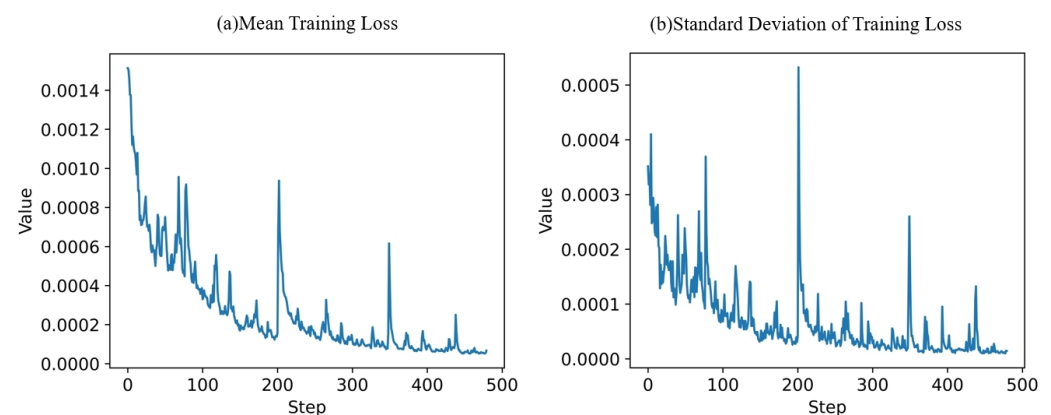 (a)Mean Training Loss
(b)Standard Deviation of Training Loss
Value
0.0014
0.0012
0.0010
0.0008
0.0006
0.0004
0.0002
0.0000
0 100 200 300 400 500
Step
Value
0.0005
0.0004
0.0003
0.0002
0.0001
0.0000
0 100 200 300 400 500
Step